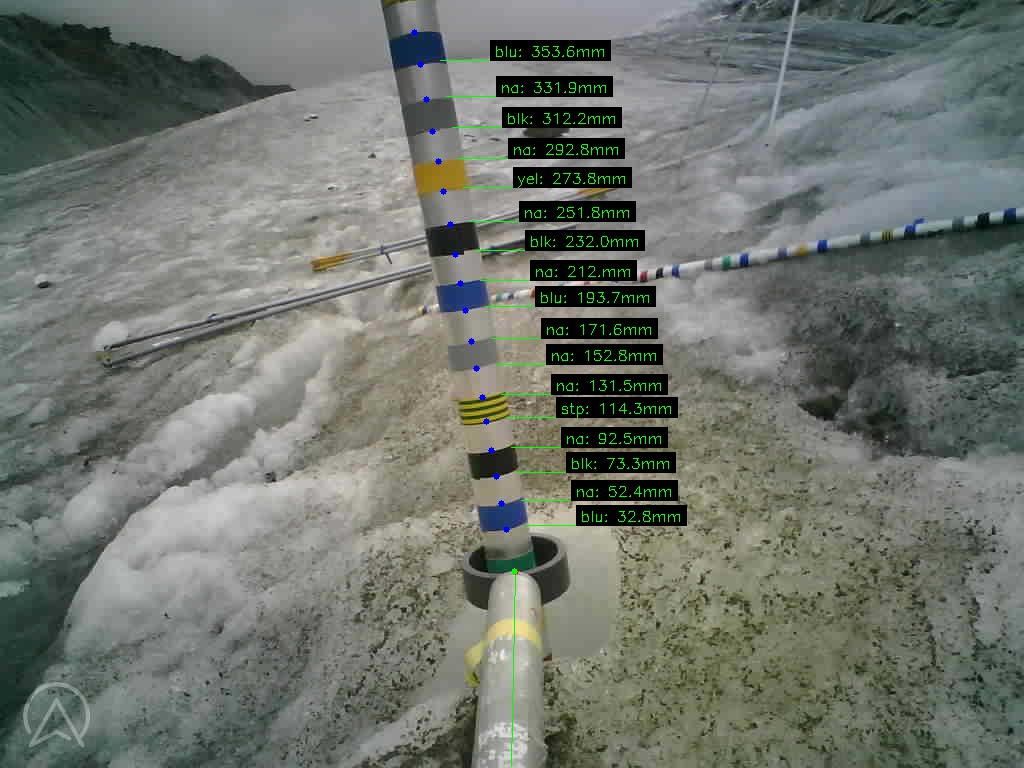 blu: 353.6mm
na: 331.9mm
blk: 312.2mm
na: 292.8mm
yel: 273.8mm
na: 251.8mm
blk: 232.0mm
na: 212.mm
blu: 193.7mm
na: 171.6mm
na: 152.8mm
na: 131.5mm
stp: 114.3mm
na: 92.5mm
blk: 73.3mm
na: 52.4mm
blu: 32.8mm